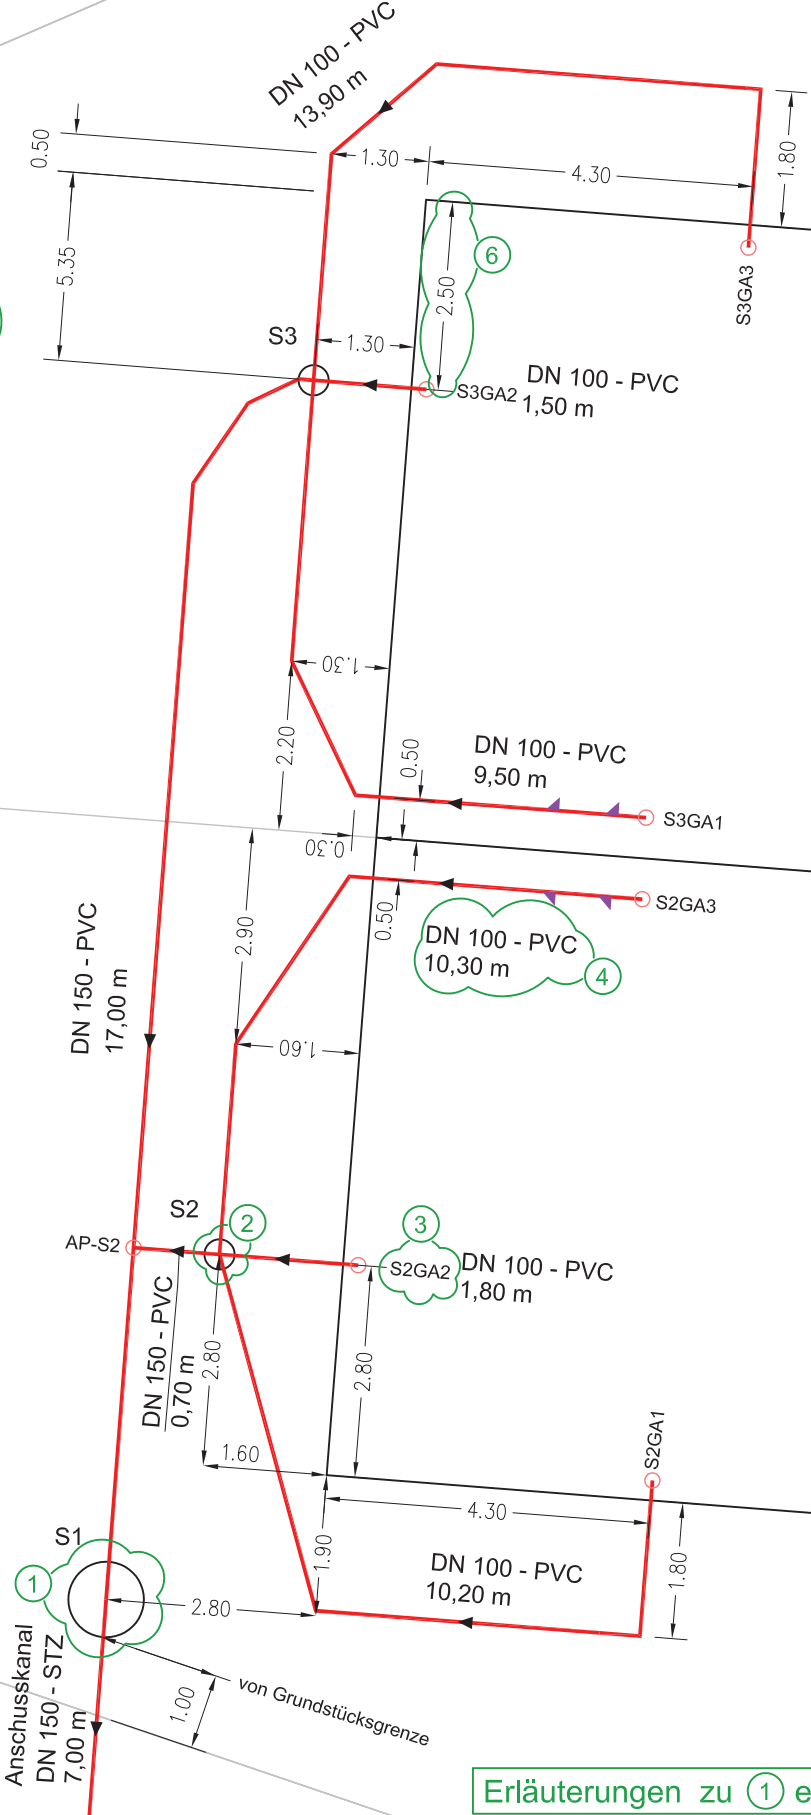 DN 100 - PVC
13,90 m
0.50
1.30
4.30
1.80
5.35
2.50
6
S3GA3
S3
1.30
S3GA2
DN 100 - PVC
1,50 m
1.30
2.20
0.50
DN 100 - PVC
9,50 m
S3GA1
0.30
2.90
0.50
S2GA3
DN 100 - PVC
10,30 m
4
DN 150 - PVC
17,00 m
1.60
S2
2
3
AP-S2
S2GA2
DN 100 - PVC
1,80 m
DN 150 - PVC
0,70 m
2.80
2.80
1.60
S2GA1
4.30
1.90
1.80
S1
1
DN 100 - PVC
10,20 m
2.80
Anschusskanal
DN 150 - STZ
7,00 m
1.00
von Grundstücksgrenze
Erläuterungen zu 1 e